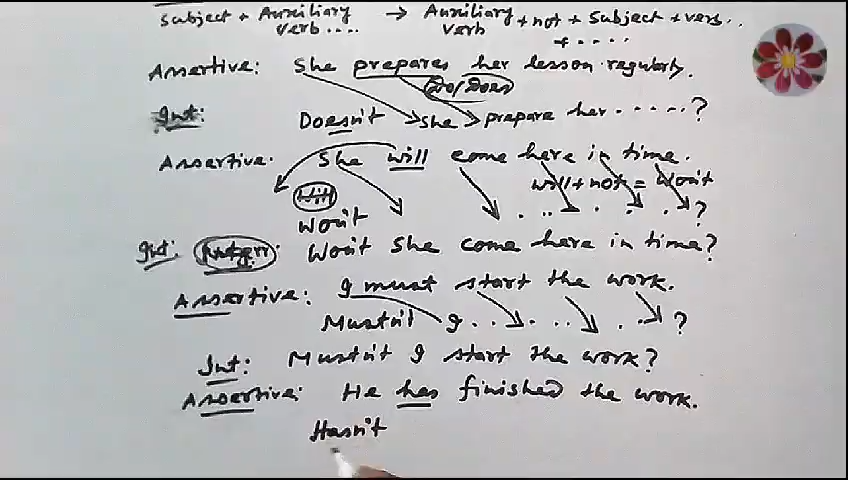 Subject + Auxiliary verb .... → Auxiliary verb + not + Subject + verb.. + ....
Assertive: She prepares her lesson regularly.
Do/Does
Int: Doesn't she prepare her .....?
Assertive: She will come here in time.
will + not = Won't
Will
Won't . .. . . . ?
Int: Won't she come here in time?
Assertive: I must start the work.
Mustn't I . . . . . . . . ?
Int: Mustn't I start the work?
Assertive: He has finished the work.
Hasn't